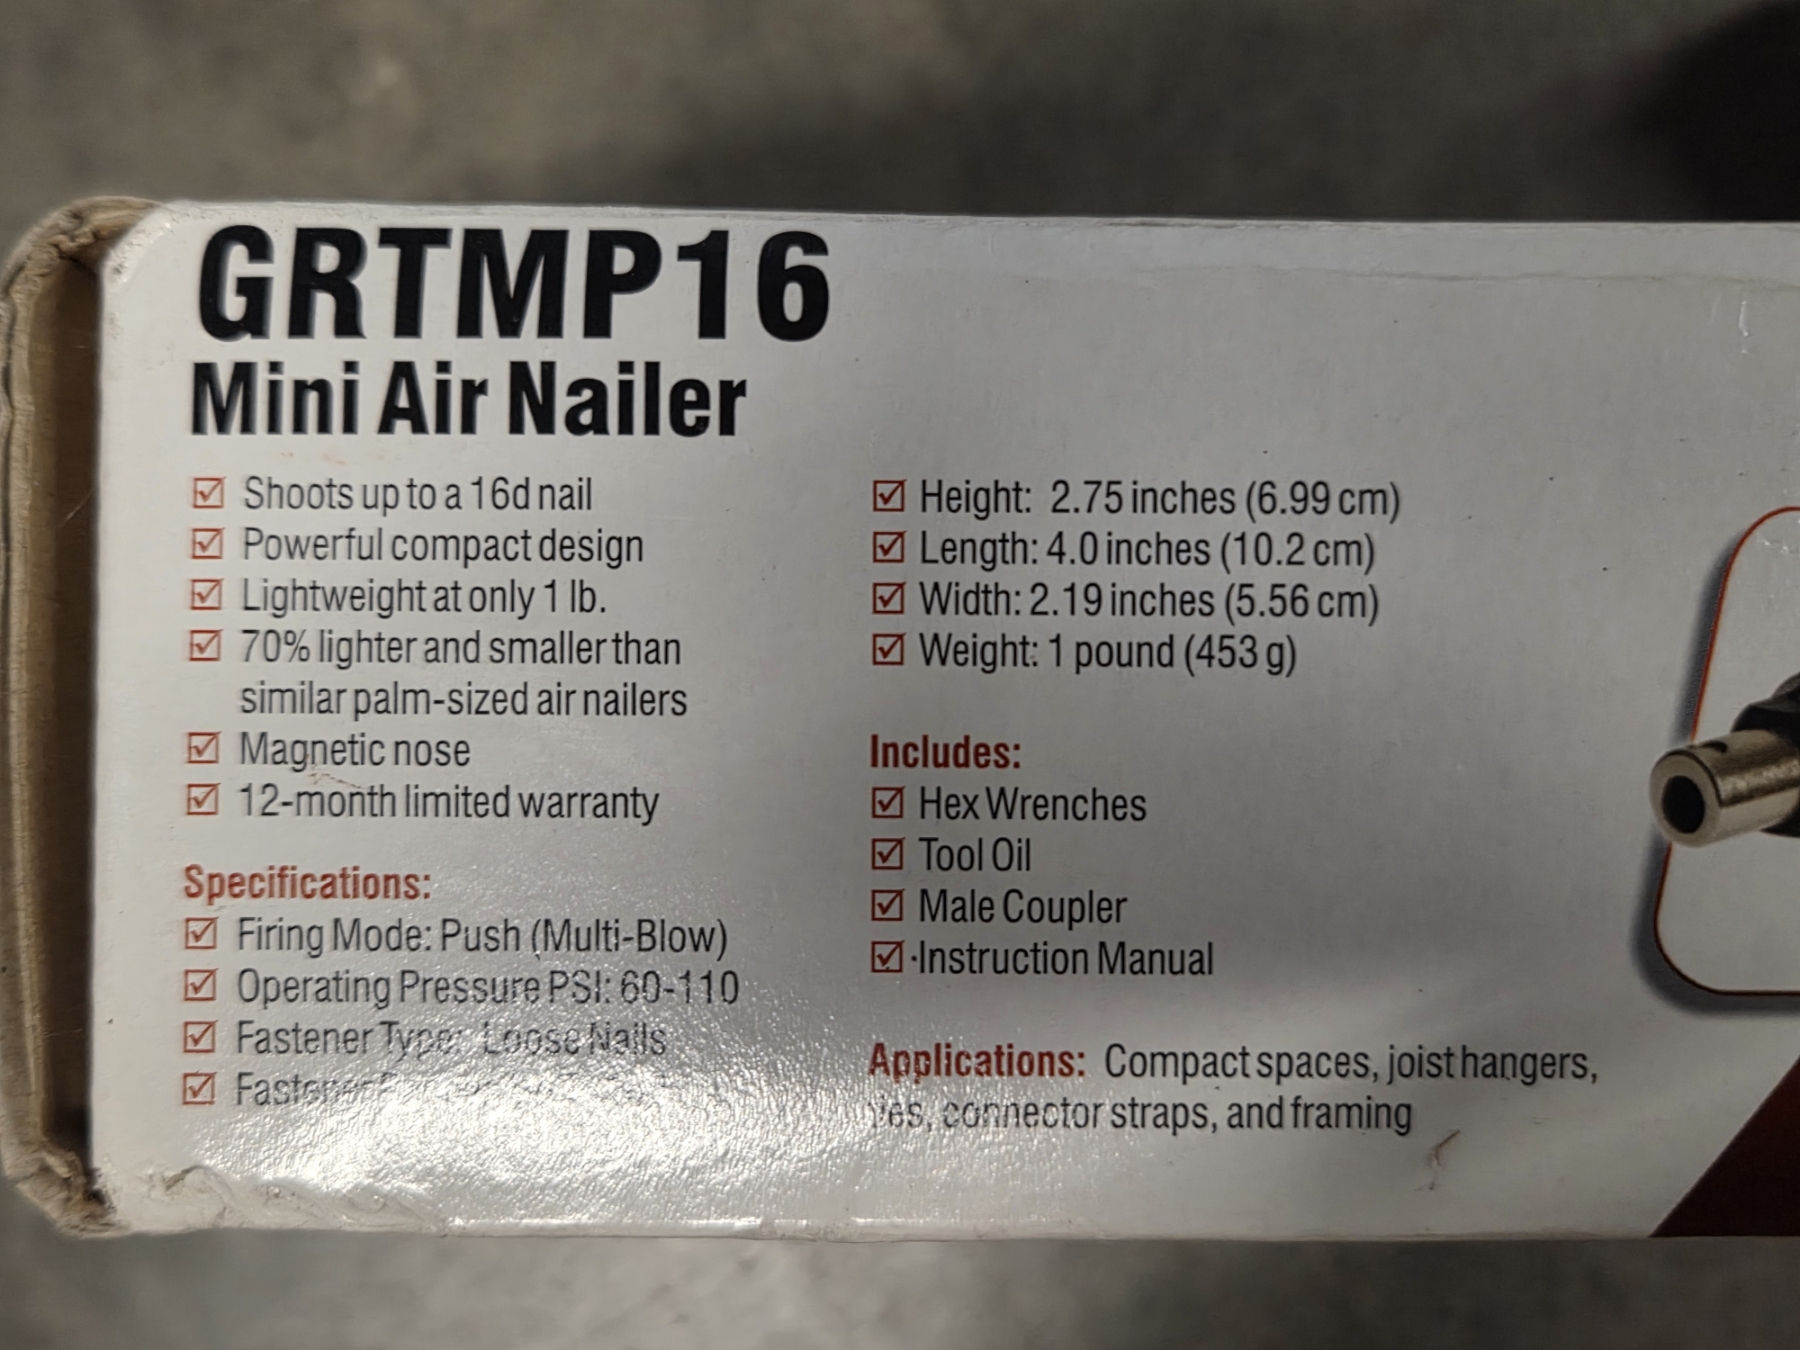 GRTMP16
Mini Air Nailer
Shoots up to a 16d nail
Powerful compact design
Lightweight at only 1 lb.
70% lighter and smaller than
similar palm-sized air nailers
Magnetic nose
12-month limited warranty
Specifications:
Firing Mode: Push (Multi-Blow)
Operating Pressure PSI: 60-110
Fastener Type: Loose Nails
Fastener
Height: 2.75 inches (6.99 cm)
Length: 4.0 inches (10.2 cm)
Width: 2.19 inches (5.56 cm)
Weight: 1 pound (453 g)
Includes:
Hex Wrenches
Tool Oil
Male Coupler
·Instruction Manual
Applications: Compact spaces, joist hangers,
connector straps, and framing